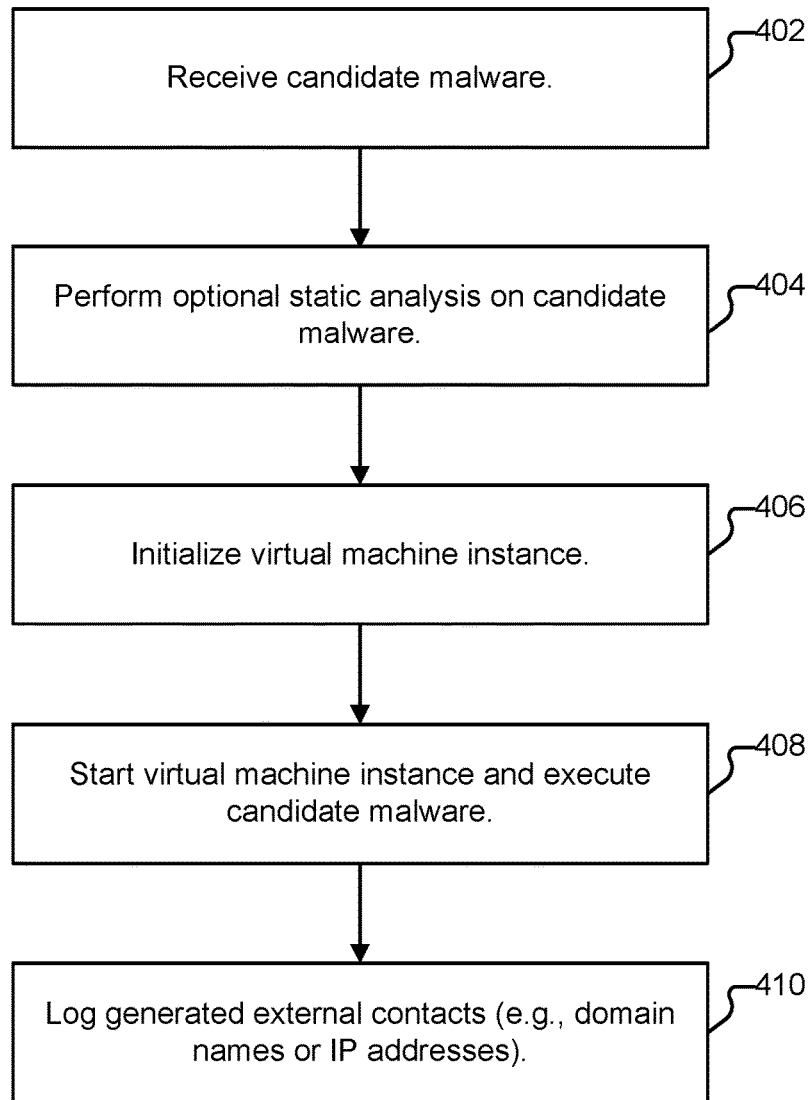 402
Receive candidate malware.
404
Perform optional static analysis on candidate
malware.
406
Initialize virtual machine instance.
408
Start virtual machine instance and execute
candidate malware.
410
Log generated external contacts (e.g., domain
names or IP addresses).